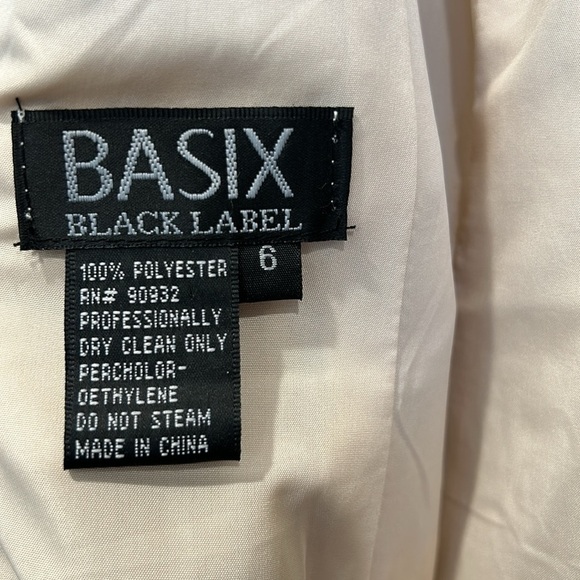 BASIX
BLACK LABEL
6
100% POLYESTER
RN# 90932
PROFESSIONALLY
DRY CLEAN ONLY
PERCHOLOR-
OETHYLENE
DO NOT STEAM
MADE IN CHINA